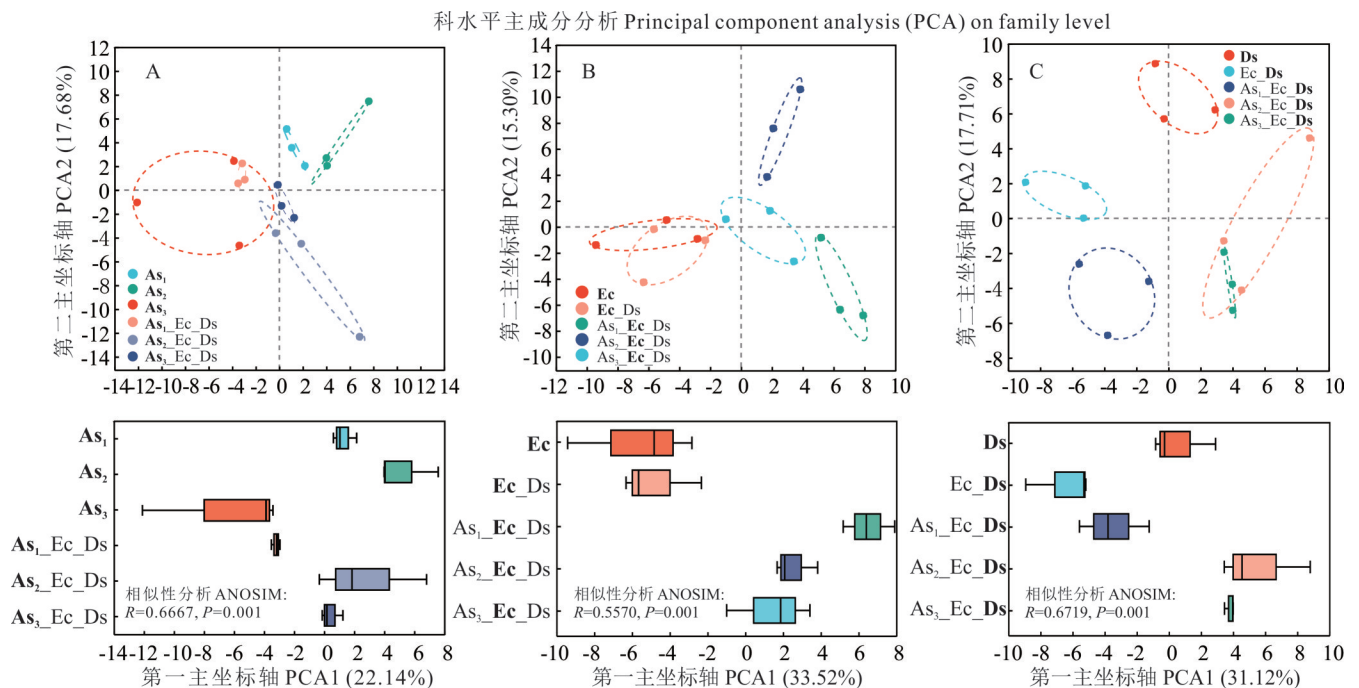 科水平主成分分析 Principal component analysis (PCA) on family level
A
第二主坐标轴 PCA2 (17.68%)
12
10
8
6
4
2
0
-2
-4
-6
-8
-10
-12
-14
As₁
As₂
As₃
As₁_Ec_Ds
As₂_Ec_Ds
As₃_Ec_Ds
-14 -12 -10 -8 -6 -4 -2 0 2 4 6 8 10 12 14
B
第二主坐标轴 PCA2 (15.30%)
14
12
10
8
6
4
2
0
-2
-4
-6
-8
-10
-12
Ec
Ec_Ds
As₁_Ec_Ds
As₂_Ec_Ds
As₃_Ec_Ds
-12 -10 -8 -6 -4 -2 0 2 4 6 8 10
C
第二主坐标轴 PCA2 (17.71%)
10
8
6
4
2
0
-2
-4
-6
-8
Ds
Ec_Ds
As₁_Ec_Ds
As₂_Ec_Ds
As₃_Ec_Ds
-10 -8 -6 -4 -2 0 2 4 6 8 10
As₁
As₂
As₃
As₁_Ec_Ds
As₂_Ec_Ds
As₃_Ec_Ds
相似性分析 ANOSIM:
R=0.6667, P=0.001
-14 -12 -10 -8 -6 -4 -2 0 2 4 6 8
第一主坐标轴 PCA1 (22.14%)
Ec
Ec_Ds
As₁_Ec_Ds
As₂_Ec_Ds
As₃_Ec_Ds
相似性分析 ANOSIM:
R=0.5570, P=0.001
-10 -8 -6 -4 -2 0 2 4 6 8
第一主坐标轴 PCA1 (33.52%)
Ds
Ec_Ds
As₁_Ec_Ds
As₂_Ec_Ds
As₃_Ec_Ds
相似性分析 ANOSIM:
R=0.6719, P=0.001
-10 -8 -6 -4 -2 0 2 4 6 8 10
第一主坐标轴 PCA1 (31.12%)